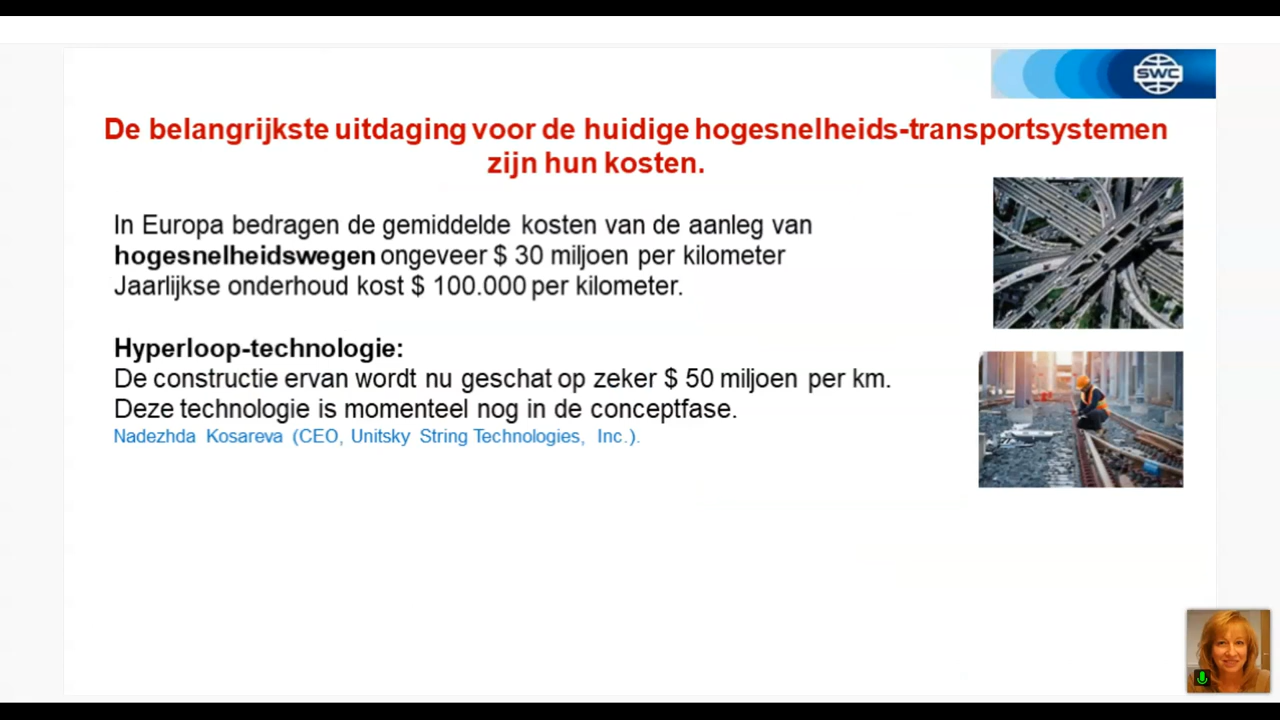 SWC
De belangrijkste uitdaging voor de huidige hogesnelheids-transportsystemen
zijn hun kosten.
In Europa bedragen de gemiddelde kosten van de aanleg van
hogesnelheidswegen ongeveer $ 30 miljoen per kilometer
Jaarlijkse onderhoud kost $ 100.000 per kilometer.
Hyperloop-technologie:
De constructie ervan wordt nu geschat op zeker $ 50 miljoen per km.
Deze technologie is momenteel nog in de conceptfase.
Nadezhda Kosareva (CEO, Unitsky String Technologies, Inc.).